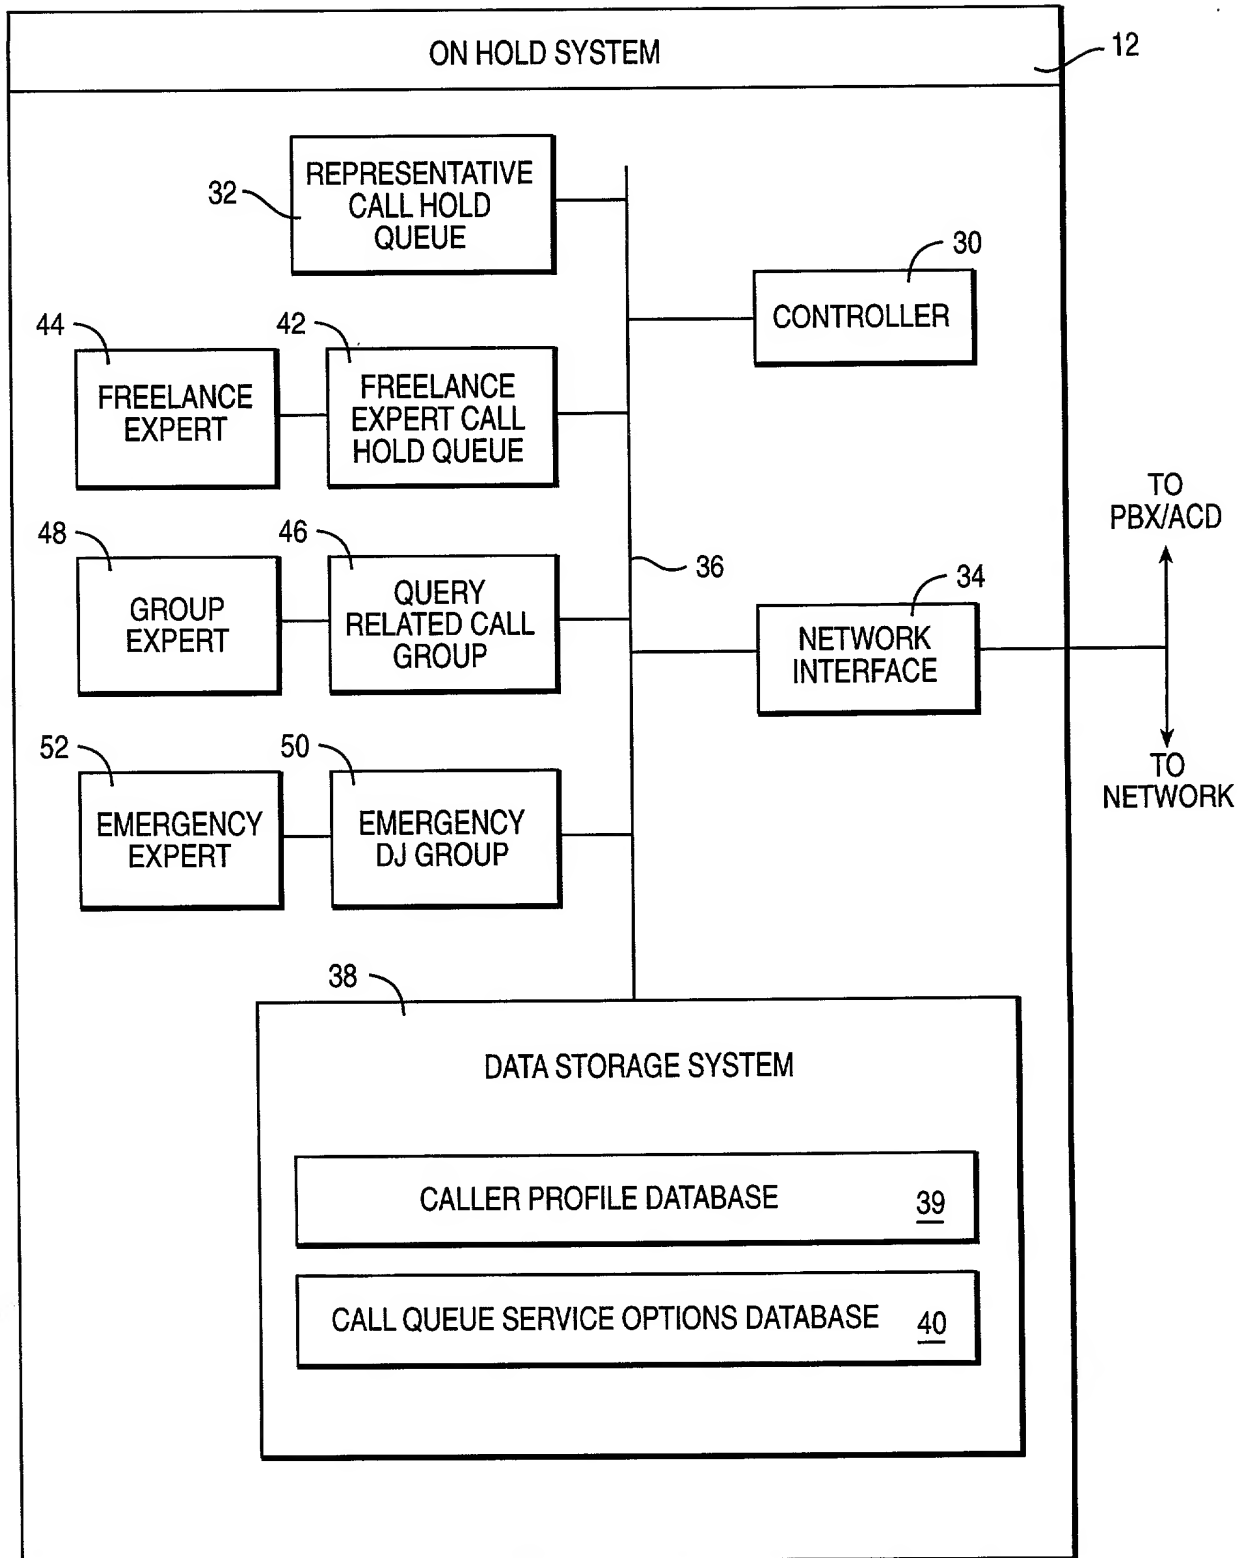 ON HOLD SYSTEM
12
REPRESENTATIVE
CALL HOLD
QUEUE
32
30
CONTROLLER
44
FREELANCE
EXPERT
42
FREELANCE
EXPERT CALL
HOLD QUEUE
TO
PBX/ACD
48
GROUP
EXPERT
46
QUERY
RELATED CALL
GROUP
36
34
NETWORK
INTERFACE
TO
NETWORK
52
EMERGENCY
EXPERT
50
EMERGENCY
DJ GROUP
38
DATA STORAGE SYSTEM
CALLER PROFILE DATABASE 39
CALL QUEUE SERVICE OPTIONS DATABASE 40